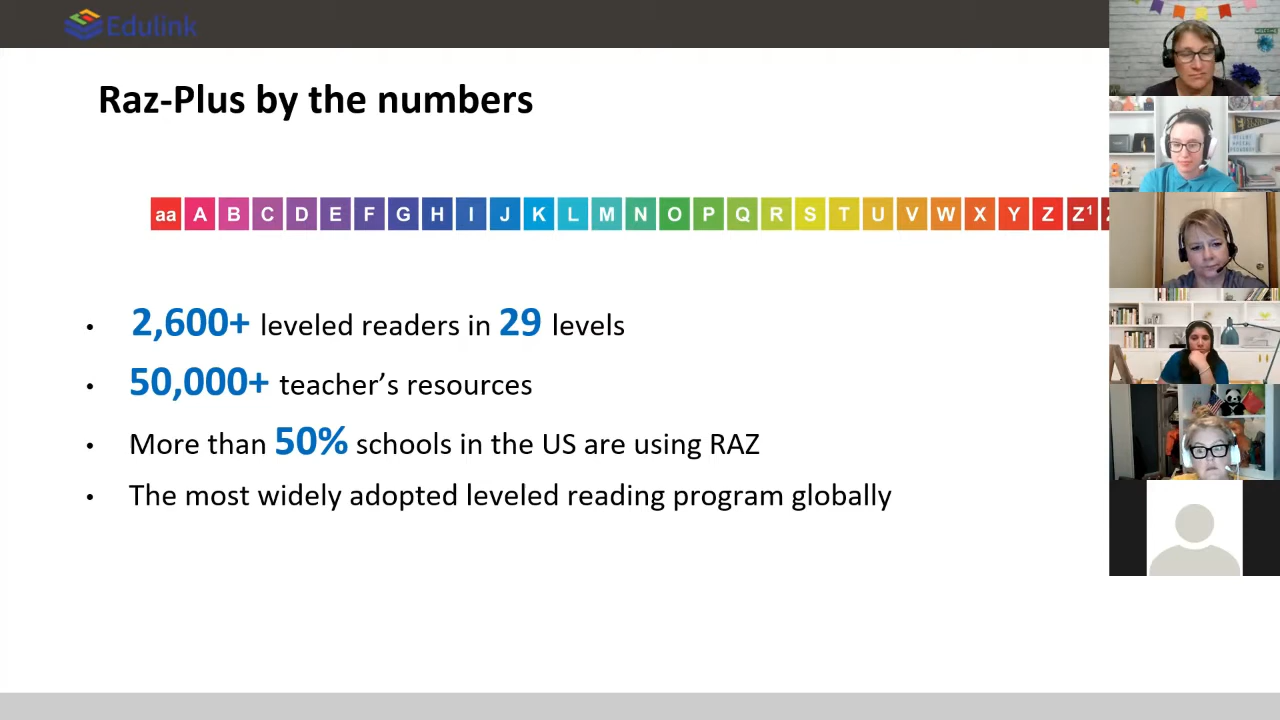 Edulink
Raz-Plus by the numbers
aa A B C D E F G H I J K L M N O P Q R S T U V W X Y Z Z¹
• 2,600+ leveled readers in 29 levels
• 50,000+ teacher’s resources
• More than 50% schools in the US are using RAZ
• The most widely adopted leveled reading program globally